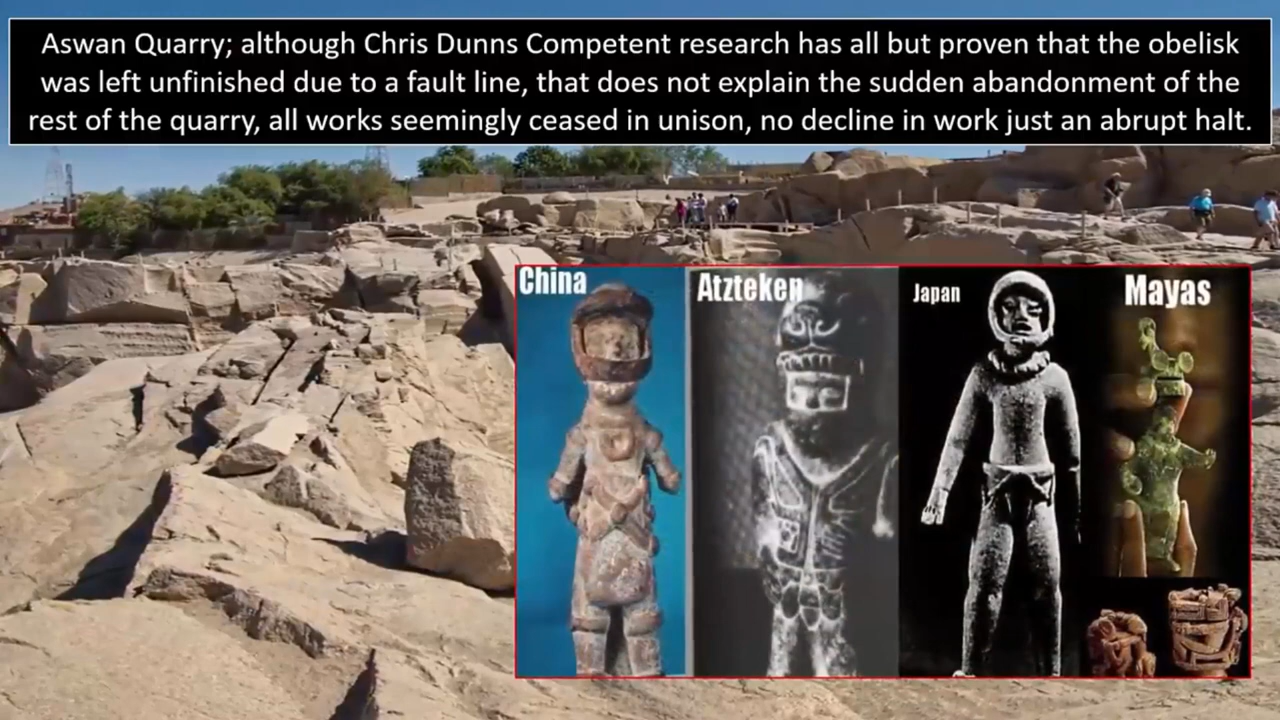 Aswan Quarry; although Chris Dunns Competent research has all but proven that the obelisk
was left unfinished due to a fault line, that does not explain the sudden abandonment of the
rest of the quarry, all works seemingly ceased in unison, no decline in work just an abrupt halt.
China
Atzteken
Japan
Mayas